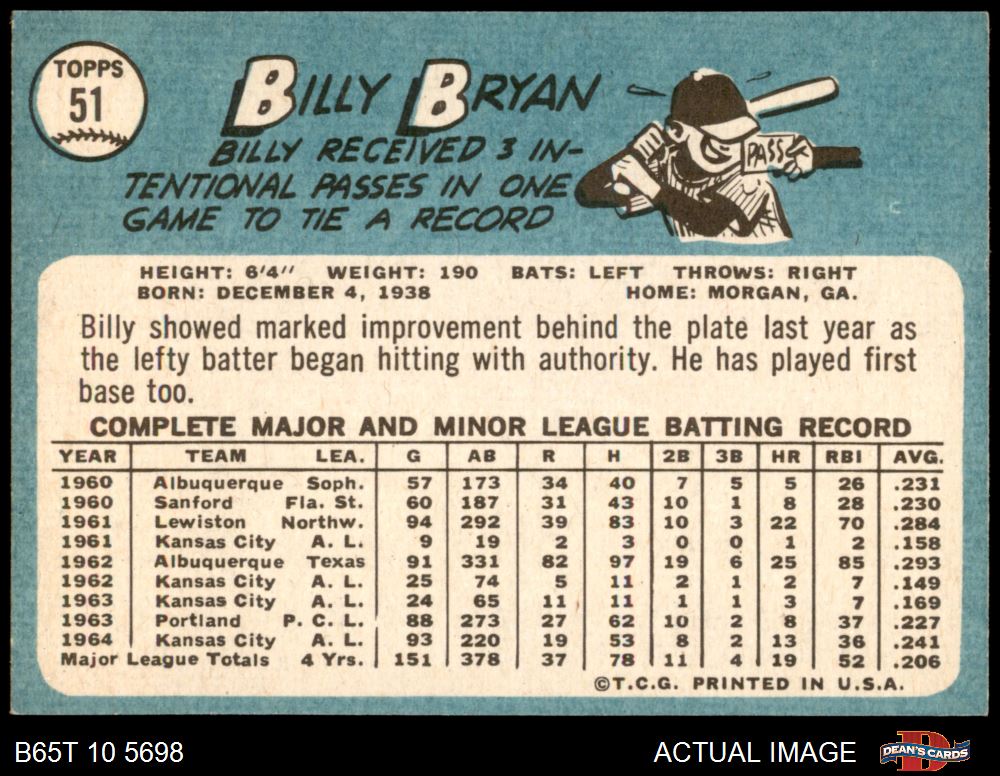 TOPPS
51
BILLY BRYAN
BILLY RECEIVED 3 IN-
TENTIONAL PASSES IN ONE
GAME TO TIE A RECORD
PASS
HEIGHT: 6'4" WEIGHT: 190 BATS: LEFT THROWS: RIGHT
BORN: DECEMBER 4, 1938 HOME: MORGAN, GA.
Billy showed marked improvement behind the plate last year as
the lefty batter began hitting with authority. He has played first
base too.
COMPLETE MAJOR AND MINOR LEAGUE BATTING RECORD
YEAR TEAM LEA. G AB R H 2B 3B HR RBI AVG.
1960 Albuquerque Soph. 57 173 34 40 7 5 5 26 .231
1960 Sanford Fla. St. 60 187 31 43 10 1 8 28 .230
1961 Lewiston Northw. 94 292 39 83 10 3 22 70 .284
1961 Kansas City A. L. 9 19 2 3 0 0 1 2 .158
1962 Albuquerque Texas 91 331 82 97 19 6 25 85 .293
1962 Kansas City A. L. 25 74 5 11 2 1 2 7 .149
1963 Kansas City A. L. 24 65 11 11 1 1 3 7 .169
1963 Portland P. C. L. 88 273 27 62 10 2 8 37 .227
1964 Kansas City A. L. 93 220 19 53 8 2 13 36 .241
Major League Totals 4 Yrs. 151 378 37 78 11 4 19 52 .206
©T.C.G. PRINTED IN U.S.A.
B65T 10 5698 ACTUAL IMAGE DEAN'S CARDS